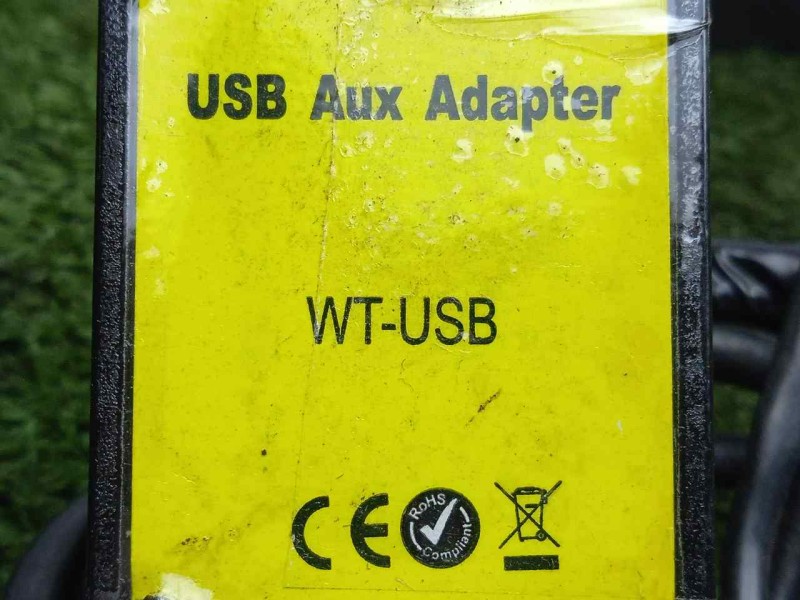 USB Aux Adapter
WT-USB
CE RoHS Compliant